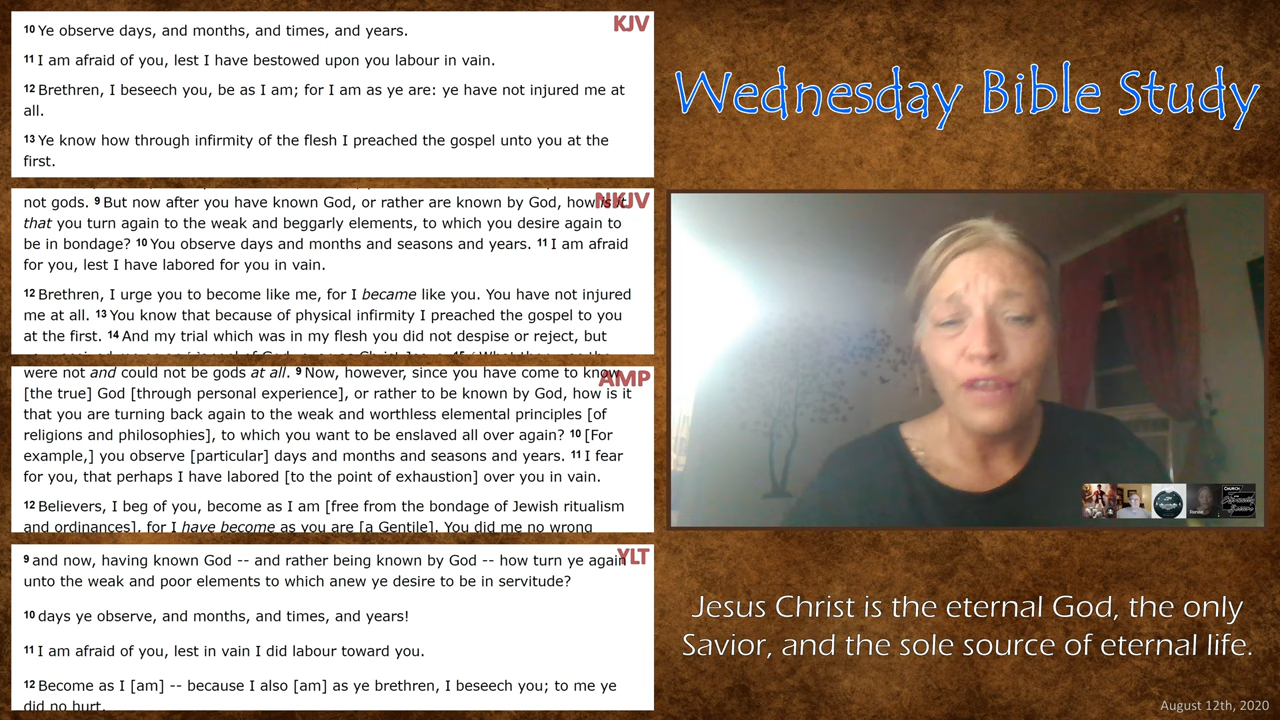 KJV
10 Ye observe days, and months, and times, and years.
11 I am afraid of you, lest I have bestowed upon you labour in vain.
12 Brethren, I beseech you, be as I am; for I am as ye are: ye have not injured me at
all.
13 Ye know how through infirmity of the flesh I preached the gospel unto you at the
first.
NKJV
not gods. 9 But now after you have known God, or rather are known by God, how is it
that you turn again to the weak and beggarly elements, to which you desire again to
be in bondage? 10 You observe days and months and seasons and years. 11 I am afraid
for you, lest I have labored for you in vain.
12 Brethren, I urge you to become like me, for I became like you. You have not injured
me at all. 13 You know that because of physical infirmity I preached the gospel to you
at the first. 14 And my trial which was in my flesh you did not despise or reject, but
AMP
were not and could not be gods at all. 9 Now, however, since you have come to know
[the true] God [through personal experience], or rather to be known by God, how is it
that you are turning back again to the weak and worthless elemental principles [of
religions and philosophies], to which you want to be enslaved all over again? 10 [For
example,] you observe [particular] days and months and seasons and years. 11 I fear
for you, that perhaps I have labored [to the point of exhaustion] over you in vain.
12 Believers, I beg of you, become as I am [free from the bondage of Jewish ritualism
and ordinances], for I have become as you are [a Gentile]. You did me no wrong
YLT
9 and now, having known God -- and rather being known by God -- how turn ye again
unto the weak and poor elements to which anew ye desire to be in servitude?
10 days ye observe, and months, and times, and years!
11 I am afraid of you, lest in vain I did labour toward you.
12 Become as I [am] -- because I also [am] as ye brethren, I beseech you; to me ye
did no hurt.
Wednesday Bible Study
Jesus Christ is the eternal God, the only
Savior, and the sole source of eternal life.
August 12th, 2020